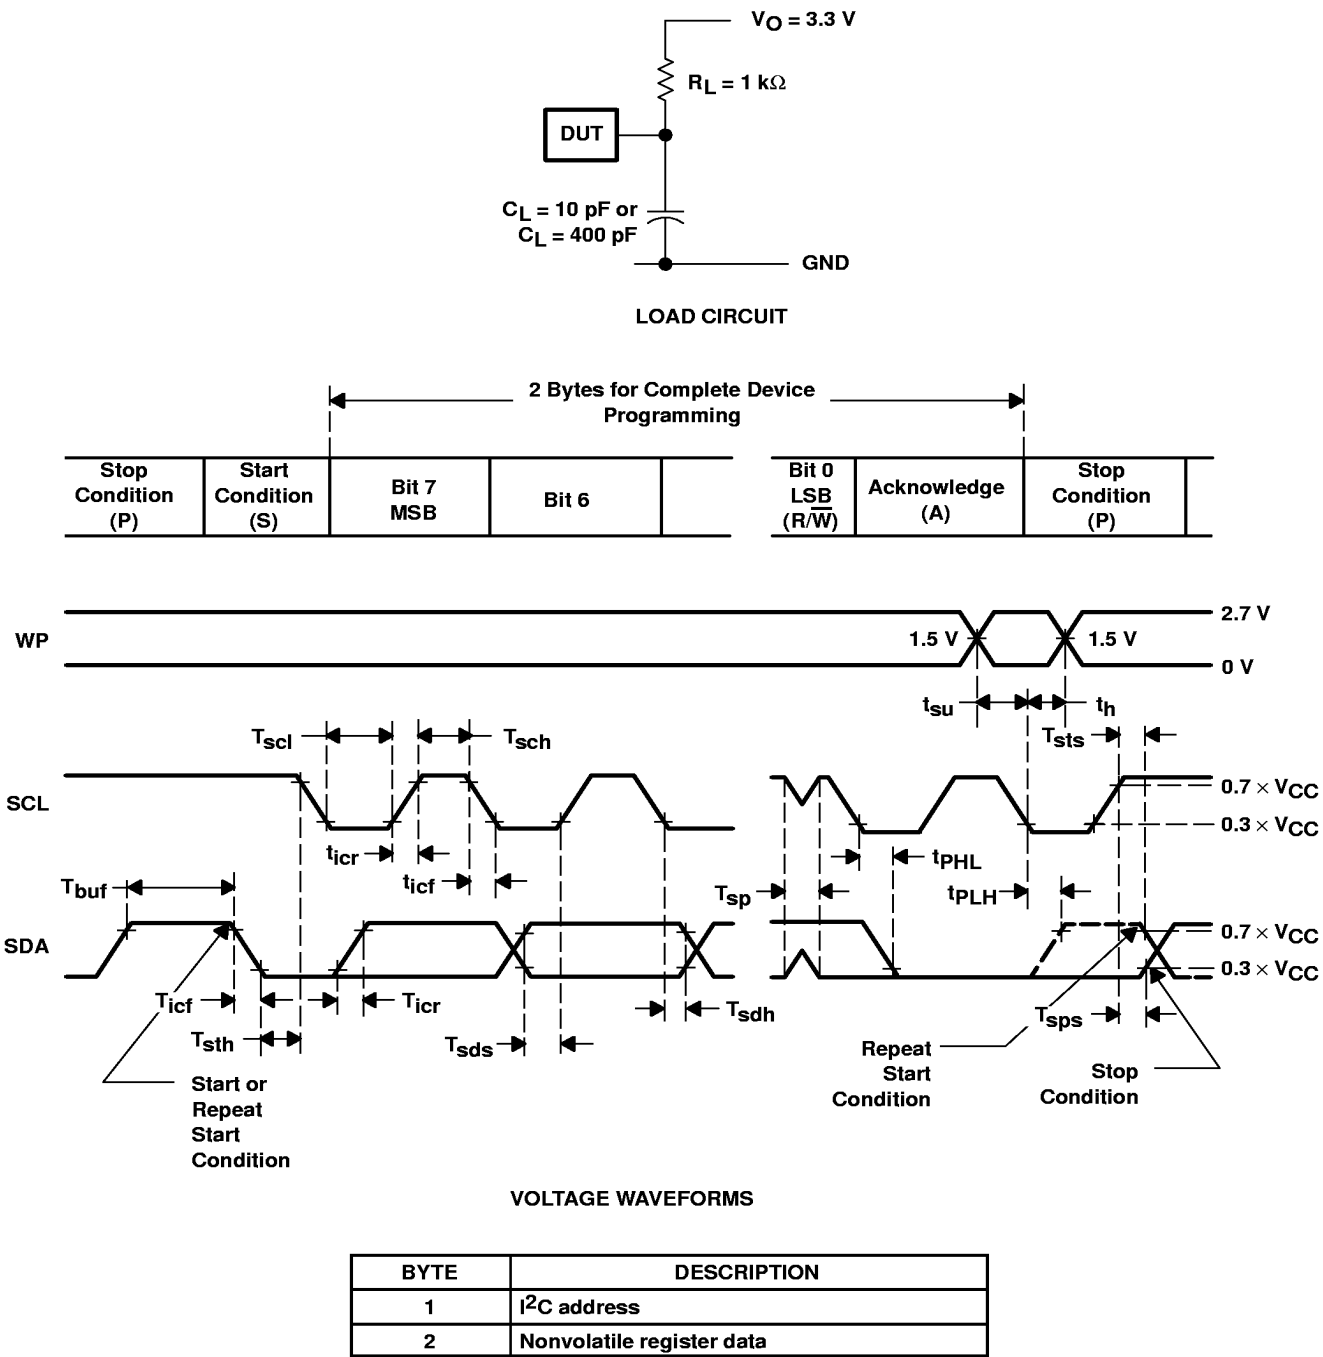 VO = 3.3 V
RL = 1 kΩ
DUT
CL = 10 pF or
CL = 400 pF
GND
LOAD CIRCUIT
2 Bytes for Complete Device
Programming
Stop
Condition
(P)
Start
Condition
(S)
Bit 7
MSB
Bit 6
Bit 0
LSB
(R/W̅)
Acknowledge
(A)
Stop
Condition
(P)
WP
1.5 V
1.5 V
2.7 V
0 V
tsu
th
Tscl
Tsch
Tsts
SCL
0.7 × VCC
0.3 × VCC
ticr
ticf
tPHL
Tbuf
Tsp
tPLH
SDA
0.7 × VCC
0.3 × VCC
Ticf
Ticr
Tsdh
Tsps
Tsth
Tsds
Start or
Repeat
Start
Condition
Repeat
Start
Condition
Stop
Condition
VOLTAGE WAVEFORMS
BYTE DESCRIPTION
1 I²C address
2 Nonvolatile register data